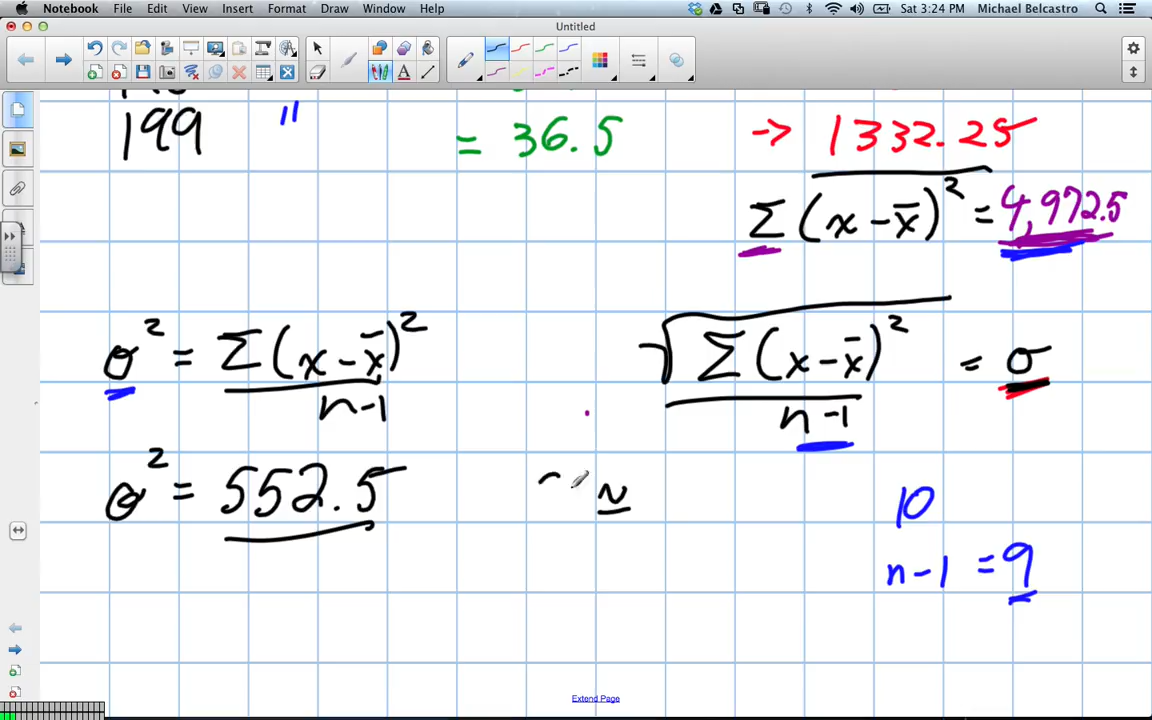 Notebook File Edit View Insert Format Draw Window Help Sat 3:24 PM Michael Belcastro
Untitled
199 "
= 36.5
→ 1332.25
Σ(x-x̄)² = 4,972.5
σ² = Σ(x-x̄)² / n-1
√Σ(x-x̄)² / n-1 = σ
σ² = 552.5
10
n-1 = 9
Extend Page